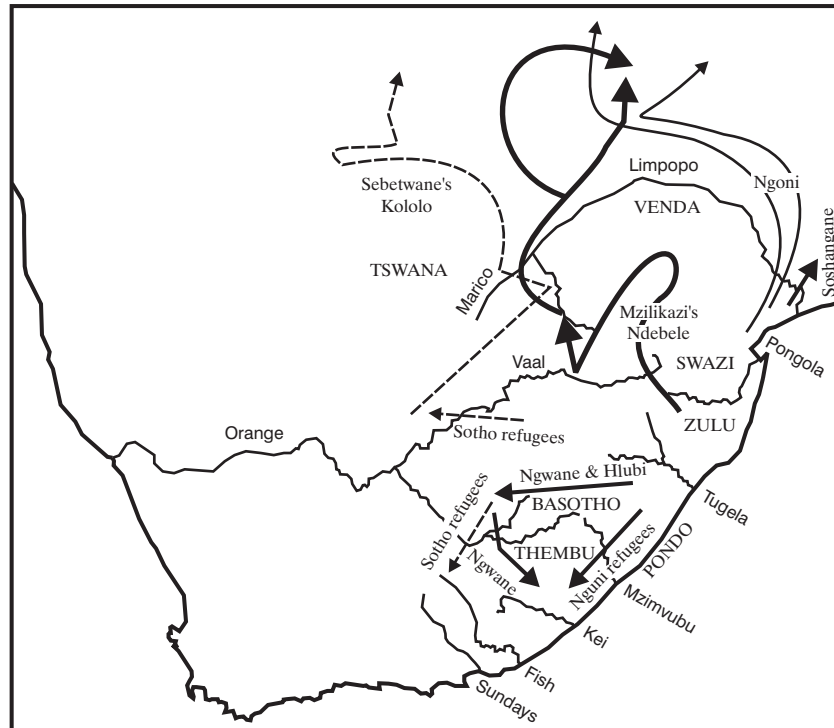 Limpopo
Ngoni
Sebetwane's
Kololo
VENDA
TSWANA
Marico
Soshangane
Mzilikazi's
Ndebele
Pongola
Vaal
SWAZI
ZULU
Orange
Sotho refugees
Ngwane & Hlubi
Tugela
BASOTHO
Sotho refugees
THEMBU
PONDO
Ngwane
Nguni refugees
Mzimvubu
Kei
Fish
Sundays